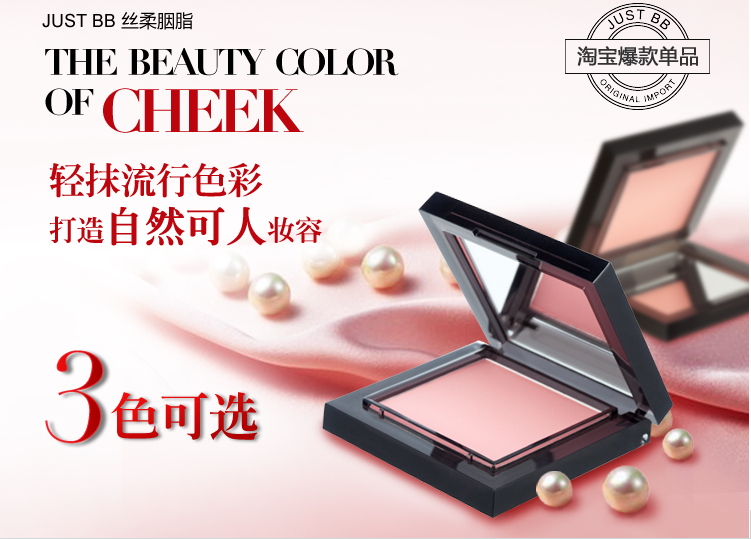 JUST BB 丝柔胭脂
THE BEAUTY COLOR
OF CHEEK
轻抹流行色彩
打造自然可人妆容
3色可选
JUST BB
淘宝爆款单品
ORIGINAL IMPORT